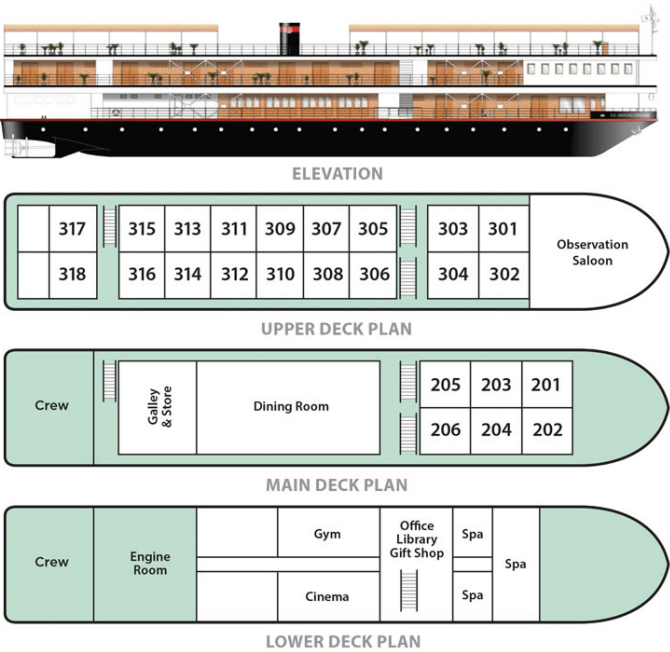 ELEVATION
317 315 313 311 309 307 305 303 301
318 316 314 312 310 308 306 304 302
Observation
Saloon
UPPER DECK PLAN
Crew
Galley
& Store
Dining Room
205 203 201
206 204 202
MAIN DECK PLAN
Crew
Engine
Room
Gym
Cinema
Office
Library
Gift Shop
Spa
Spa
Spa
LOWER DECK PLAN